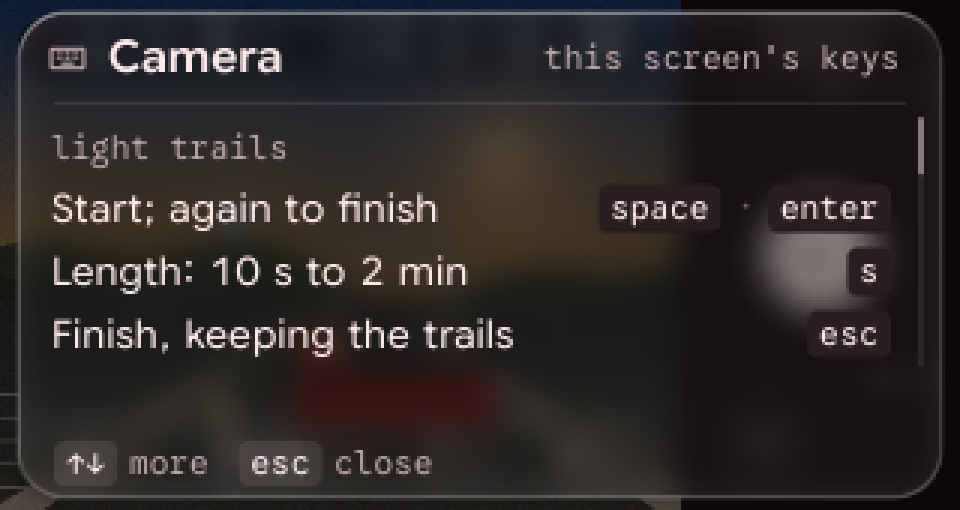 Camera this screen's keys
light trails
Start; again to finish space · enter
Length: 10 s to 2 min s
Finish, keeping the trails esc
↑↓ more esc close